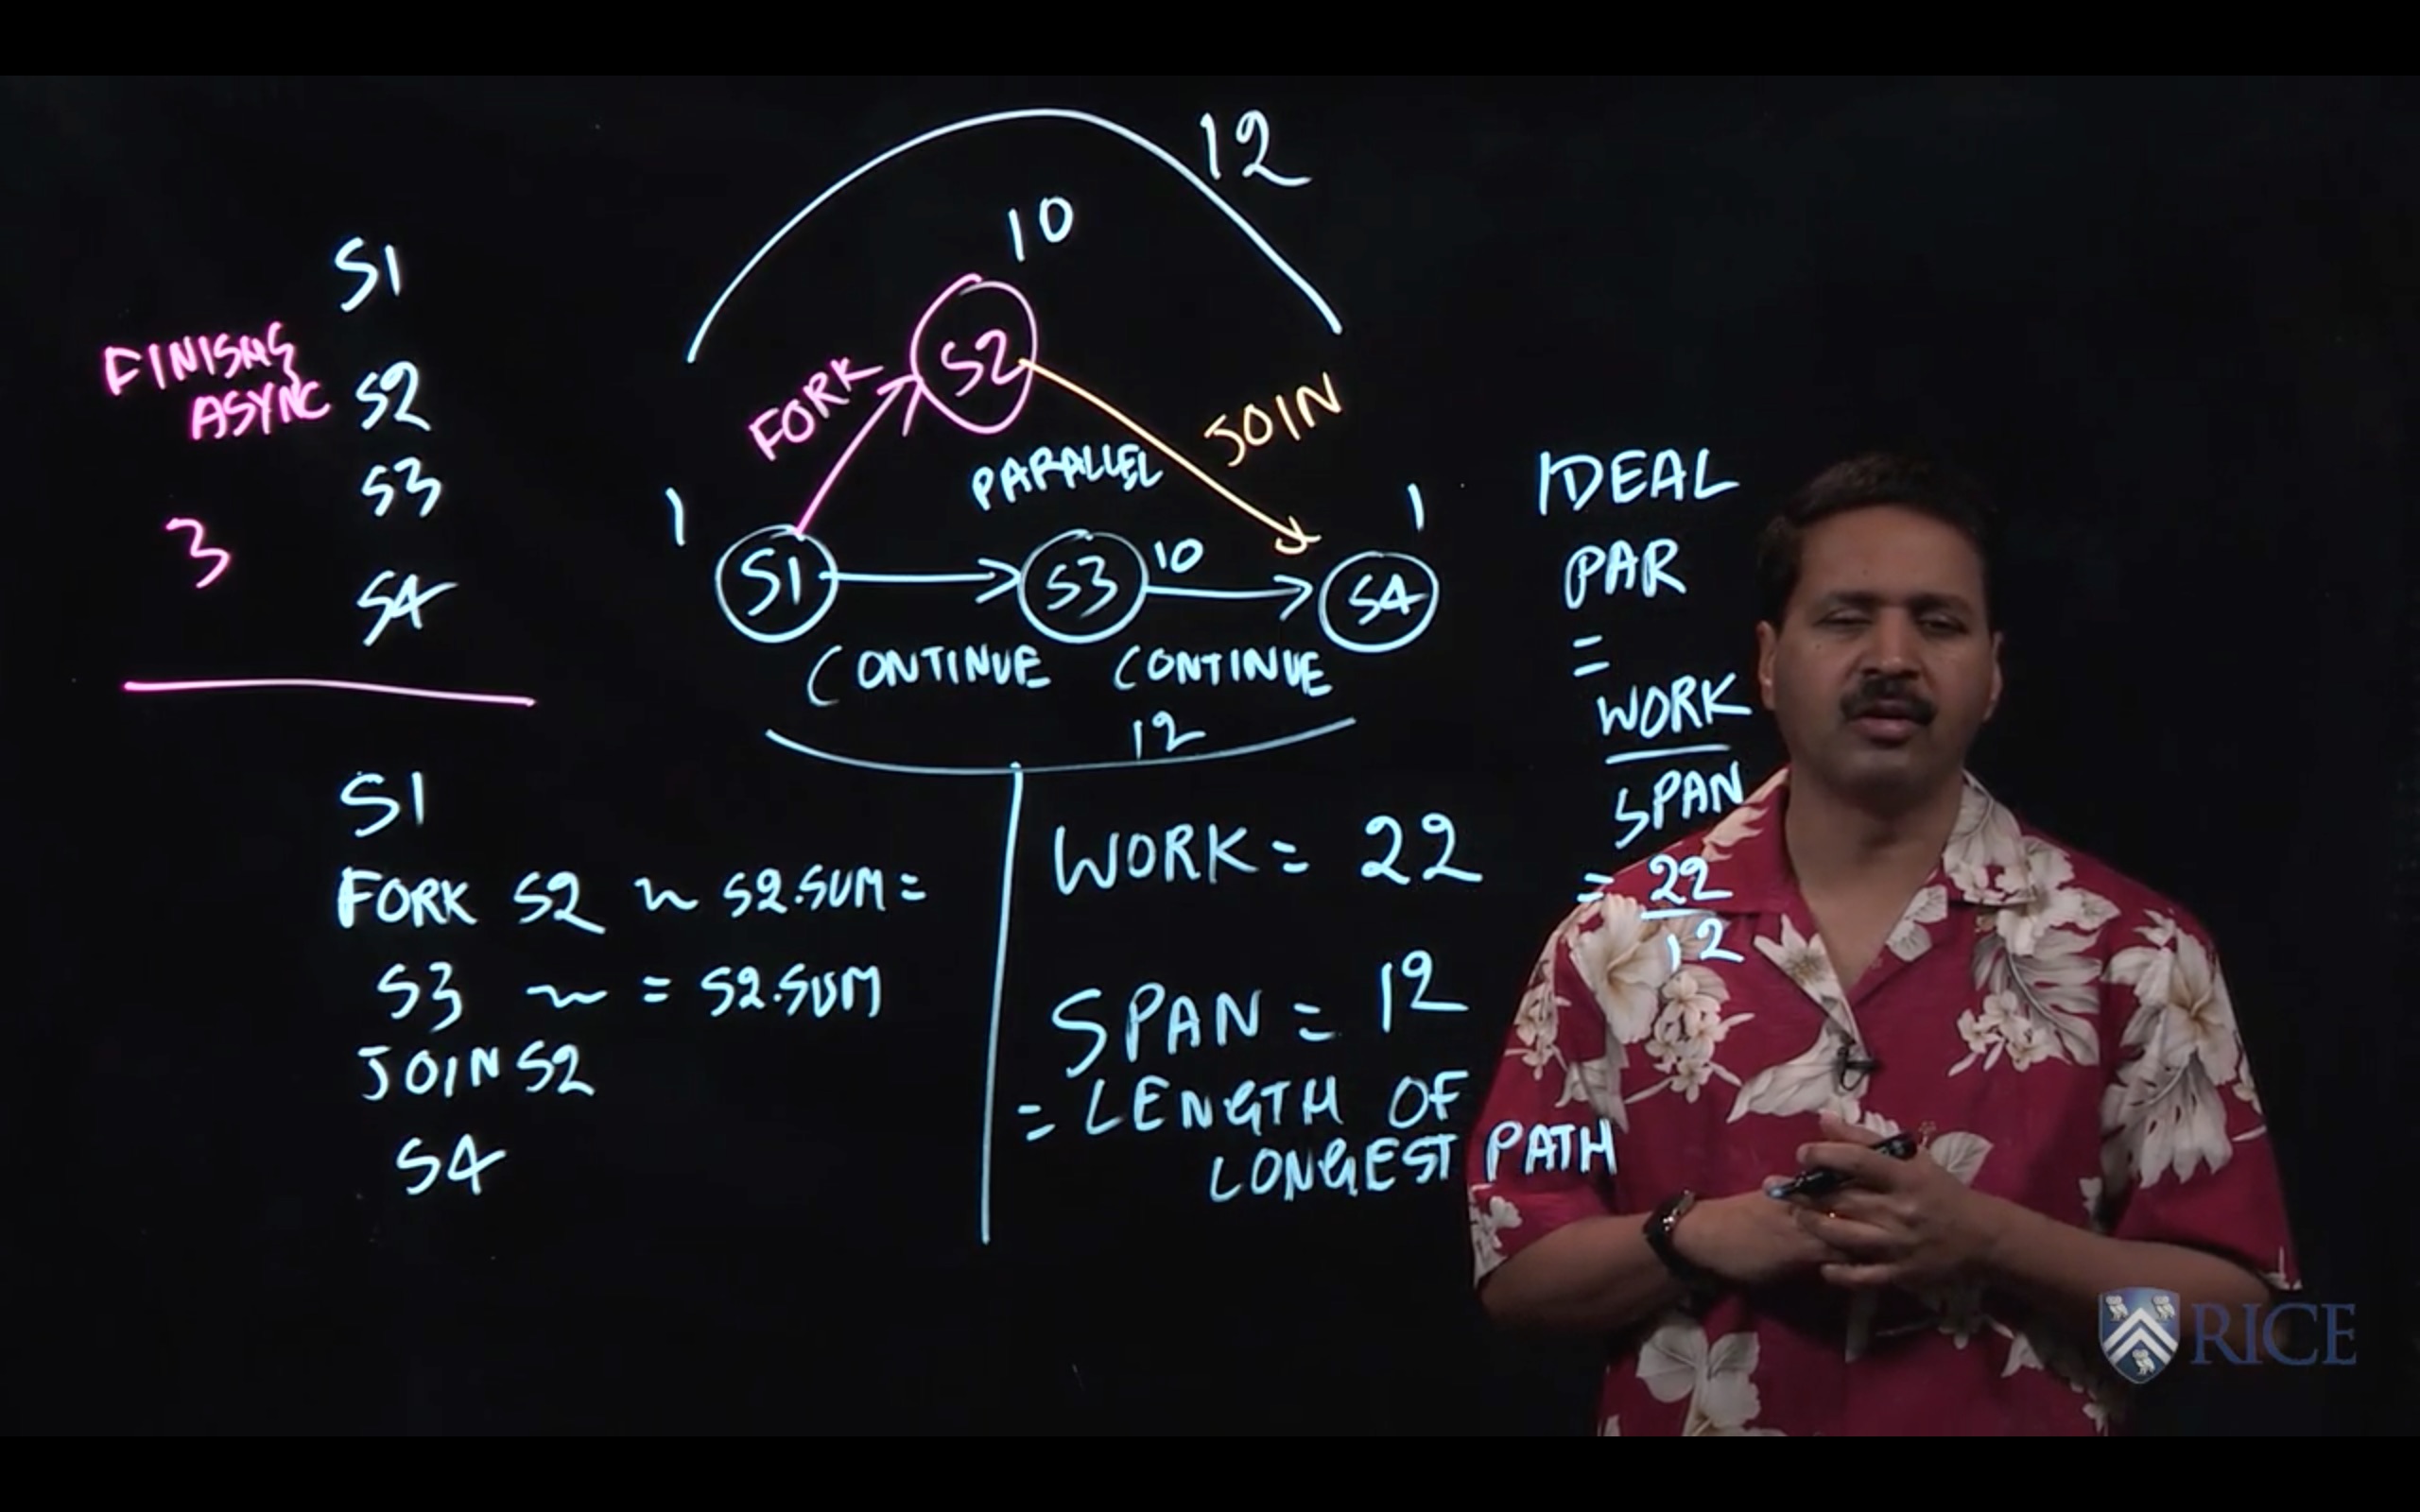 S1
FINISH{
ASYNC S2
S3
3
S4
S1
FORK S2 ~ S2.SUM =
S3 ~ = S2.SUM
JOIN S2
S4
12
10
S2
FORK
JOIN
PARALLEL
1
1
S1
S3
10
S4
CONTINUE
CONTINUE
12
WORK = 22
SPAN = 12
= LENGTH OF
LONGEST PATH
IDEAL
PAR
=
WORK
SPAN
= 22
12
RICE